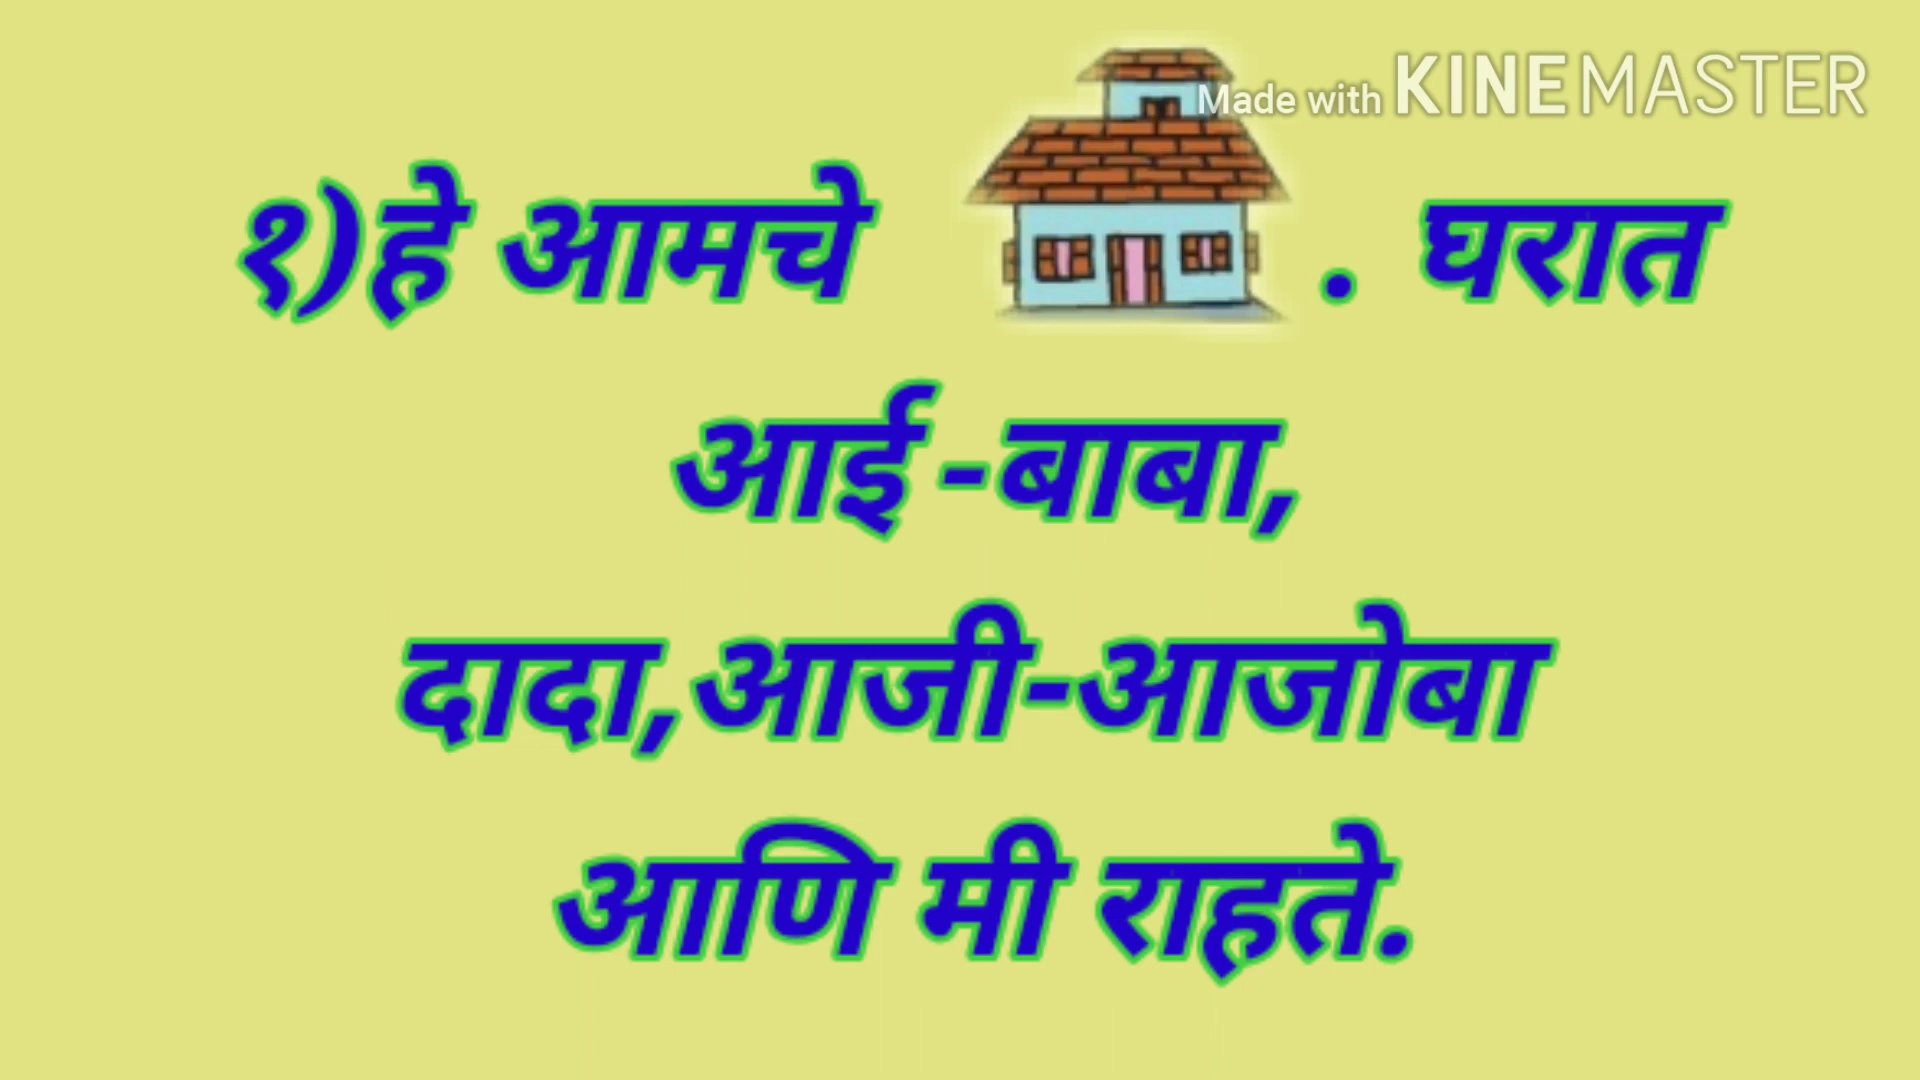 Made with KINEMASTER
१)हे आमचे . घरात
आई -बाबा,
दादा,आजी-आजोबा
आणि मी राहते.